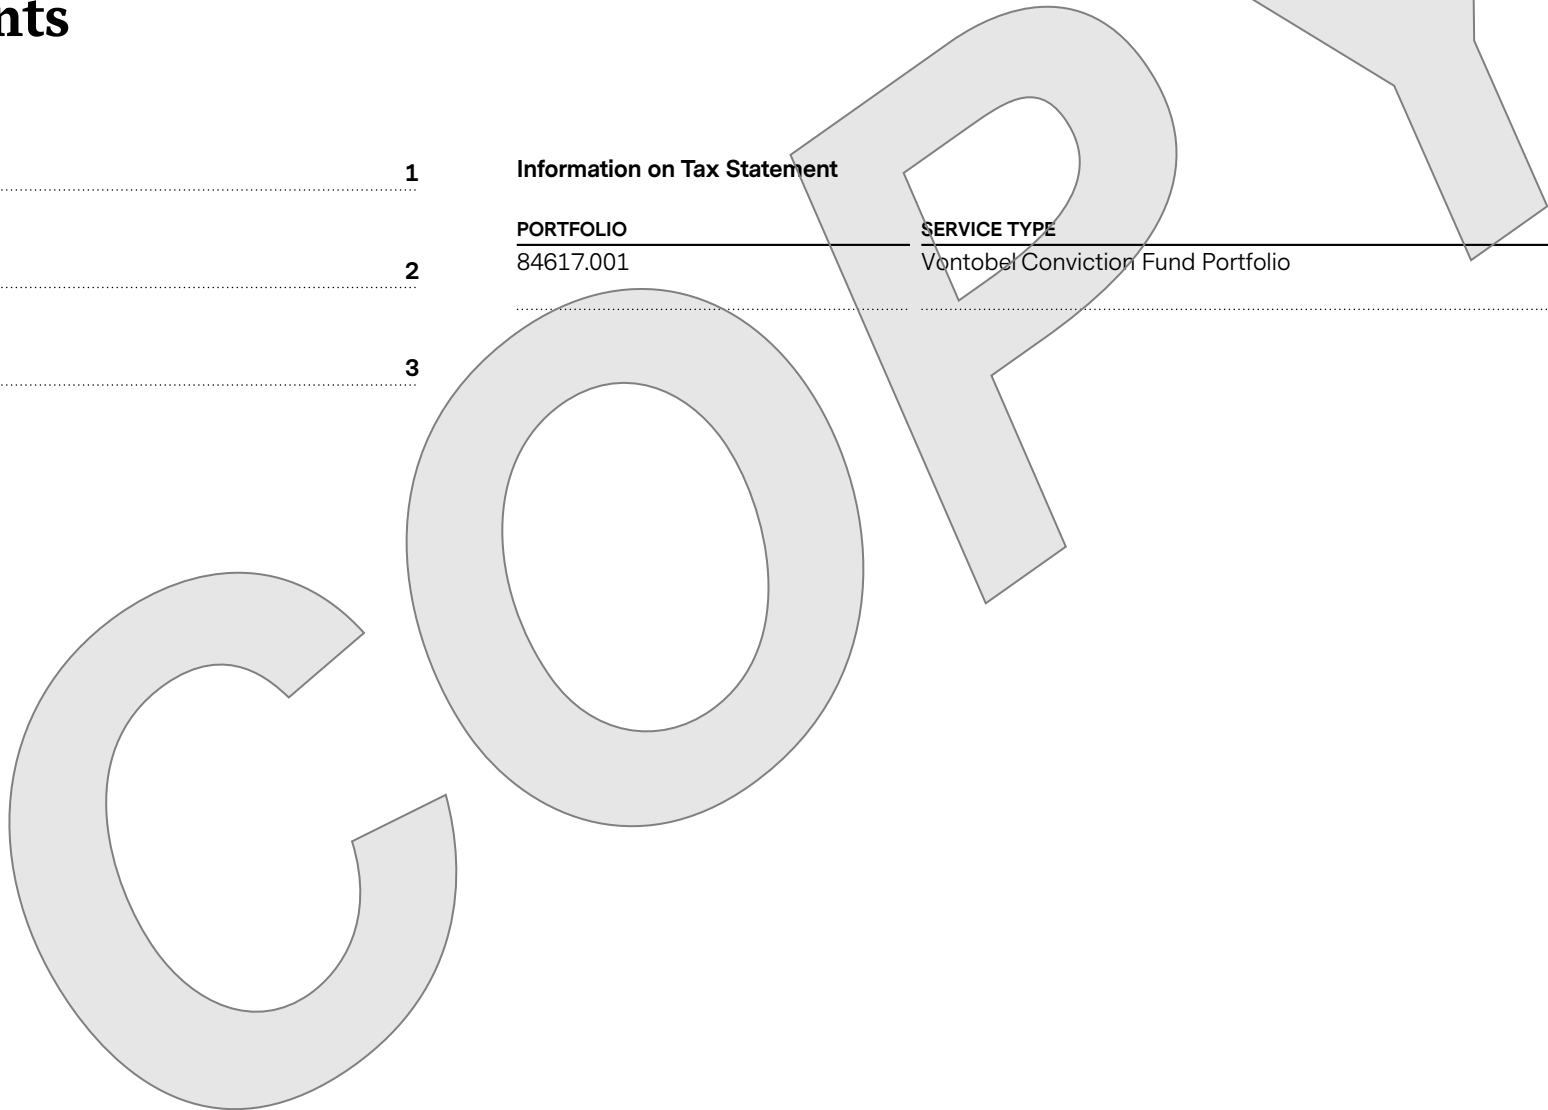 nts
1
2
3
Information on Tax Statement
PORTFOLIO SERVICE TYPE
84617.001 Vontobel Conviction Fund Portfolio
COPY